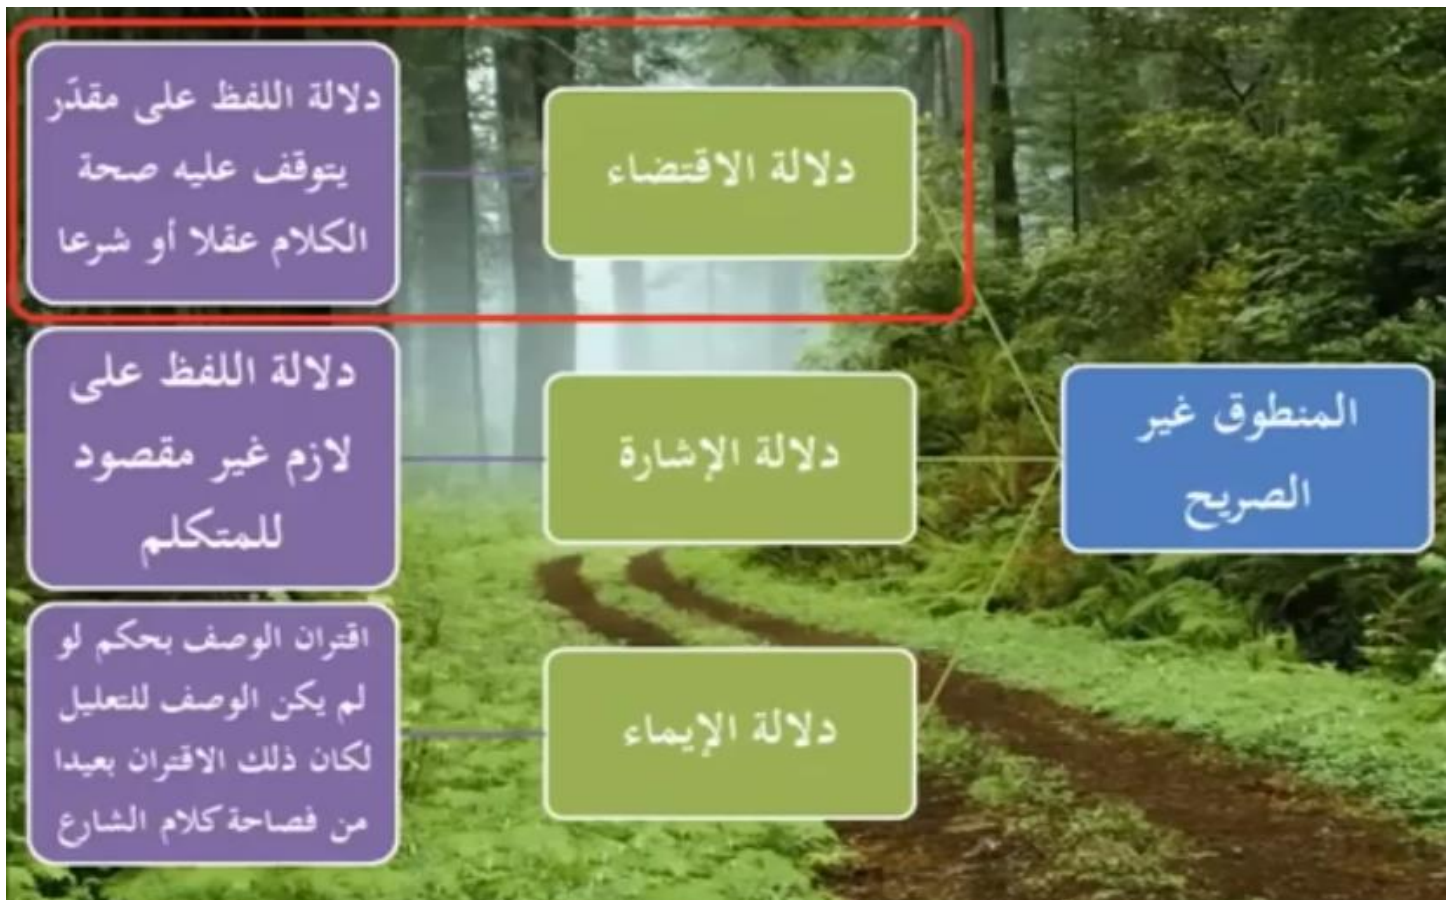 المنطوق غير
الصريح
دلالة الاقتضاء
دلالة اللفظ على مقدَّر
يتوقف عليه صحة
الكلام عقلا أو شرعا
دلالة الإشارة
دلالة اللفظ على
لازم غير مقصود
للمتكلم
دلالة الإيماء
اقتران الوصف بحكم لو
لم يكن الوصف للتعليل
لكان ذلك الاقتران بعيدا
من فصاحة كلام الشارع